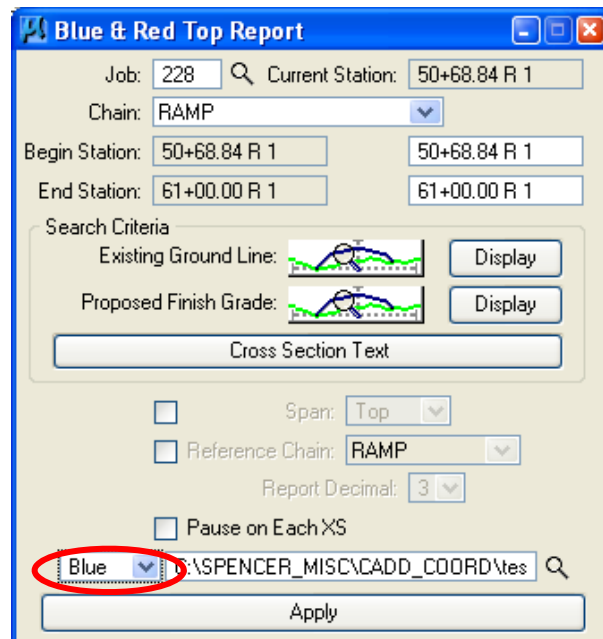 Blue & Red Top Report
Job: 228 Current Station: 50+68.84 R 1
Chain: RAMP
Begin Station: 50+68.84 R 1 50+68.84 R 1
End Station: 61+00.00 R 1 61+00.00 R 1
Search Criteria
Existing Ground Line: Display
Proposed Finish Grade: Display
Cross Section Text
Span: Top
Reference Chain: RAMP
Report Decimal: 3
Pause on Each XS
Blue C:\SPENCER_MISC\CADD_COORD\tes
Apply